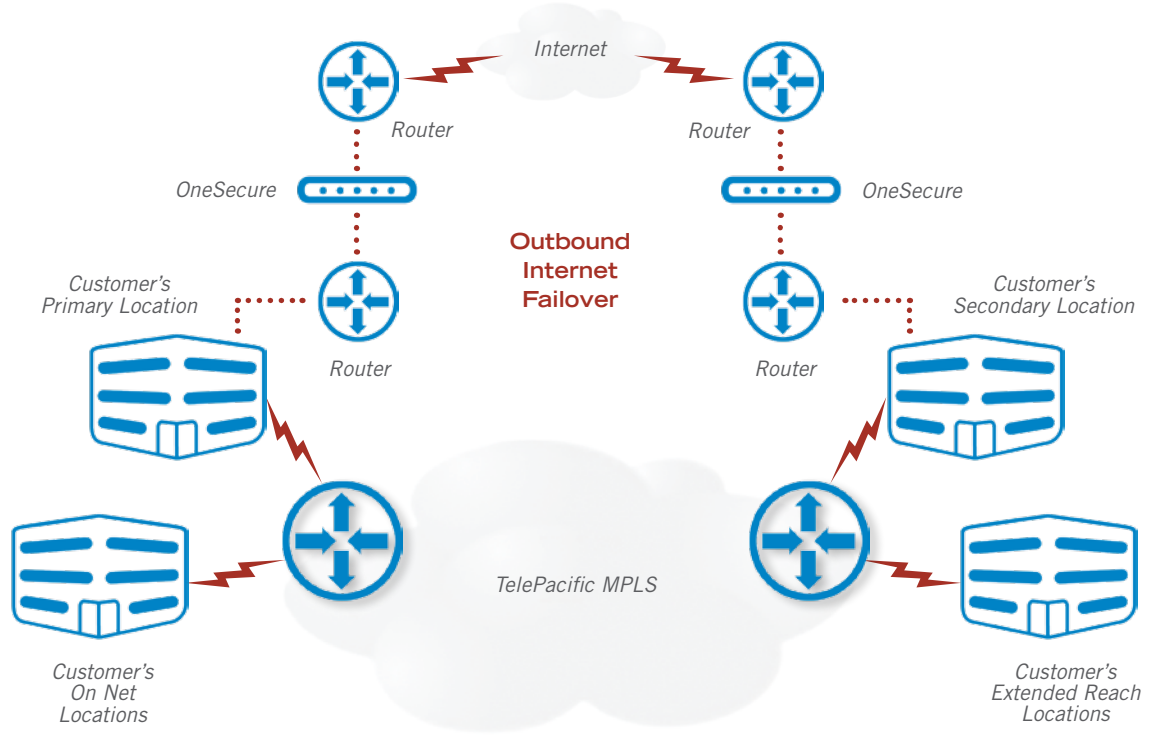 Internet
Router
Router
OneSecure
OneSecure
Outbound
Internet
Failover
Customer's
Primary Location
Customer's
Secondary Location
Router
Router
TelePacific MPLS
Customer's
On Net
Locations
Customer's
Extended Reach
Locations